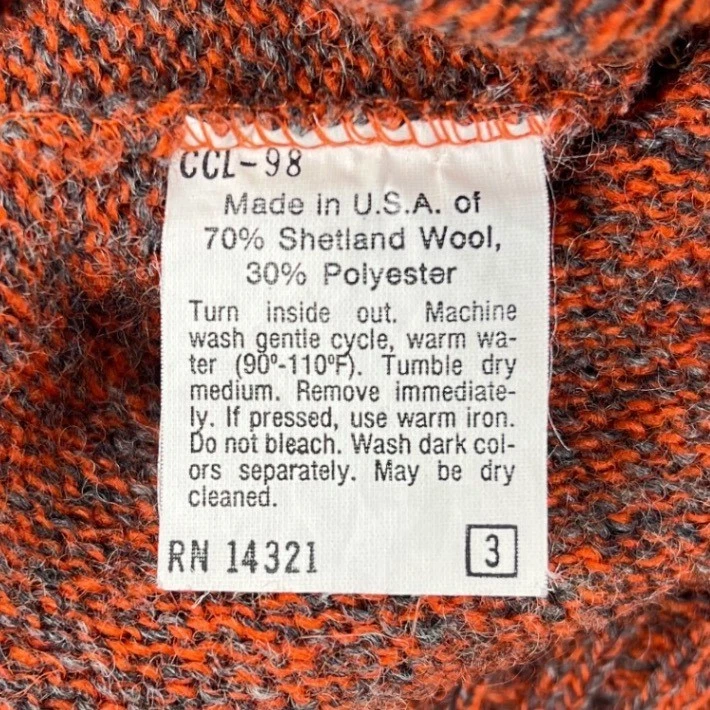 CCL-98
Made in U.S.A. of
70% Shetland Wool,
30% Polyester
Turn inside out. Machine
wash gentle cycle, warm wa-
ter (90º-110ºF). Tumble dry
medium. Remove immediate-
ly. If pressed, use warm iron.
Do not bleach. Wash dark col-
ors separately. May be dry
cleaned.
RN 14321 3